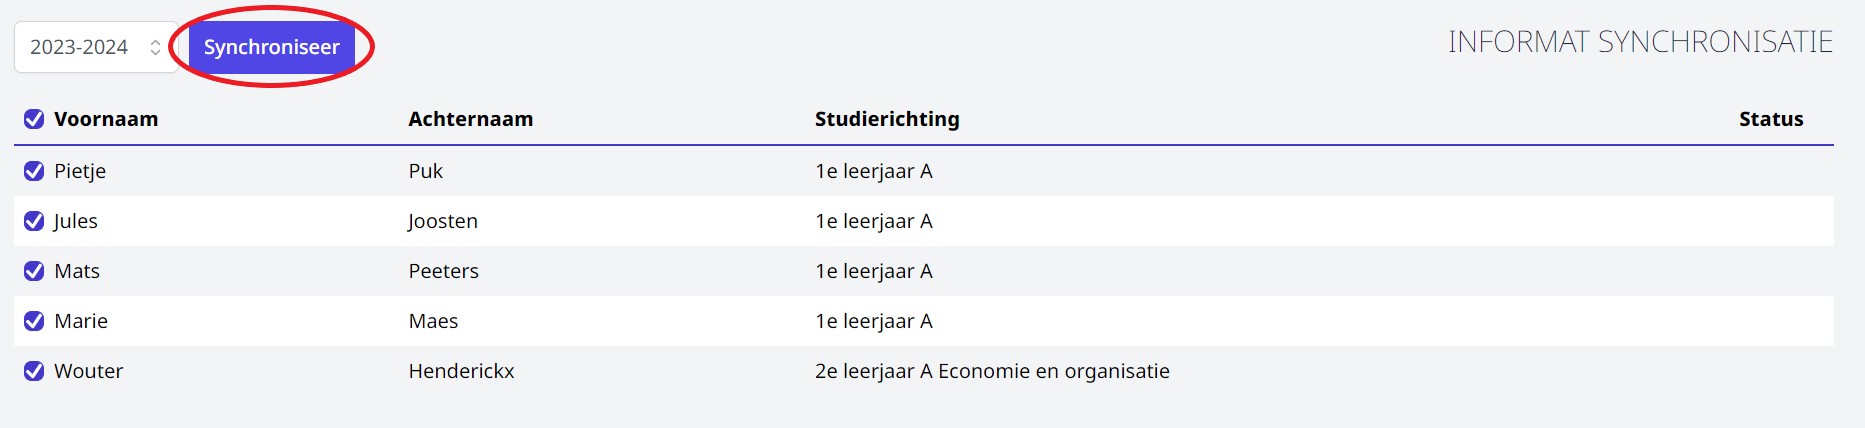 2023-2024 Synchroniseer INFORMAT SYNCHRONISATIE
Voornaam Achternaam Studierichting Status
Pietje Puk 1e leerjaar A
Jules Joosten 1e leerjaar A
Mats Peeters 1e leerjaar A
Marie Maes 1e leerjaar A
Wouter Henderickx 2e leerjaar A Economie en organisatie